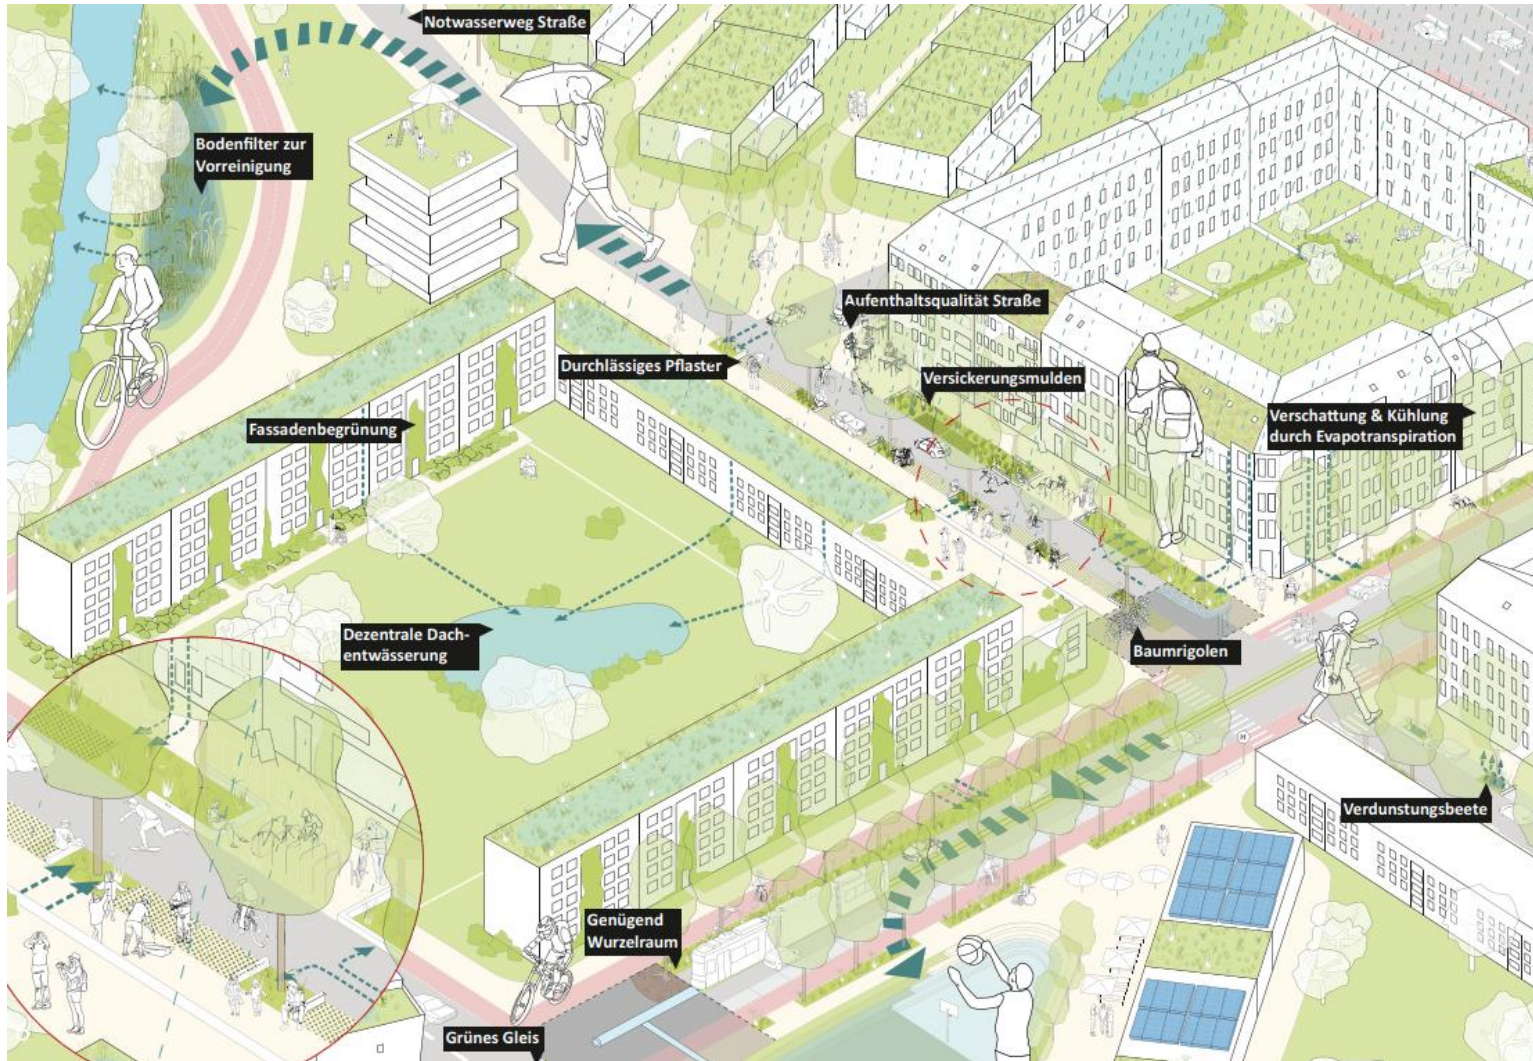 Notwasserweg Straße
Bodenfilter zur
Vorreinigung
Aufenthaltsqualität Straße
Durchlässiges Pflaster
Versickerungsmulden
Fassadenbegrünung
Verschattung & Kühlung
durch Evapotranspiration
Dezentrale Dach-
entwässerung
Baumrigolen
H
Verdunstungsbeete
Genügend
Wurzelraum
Grünes Gleis